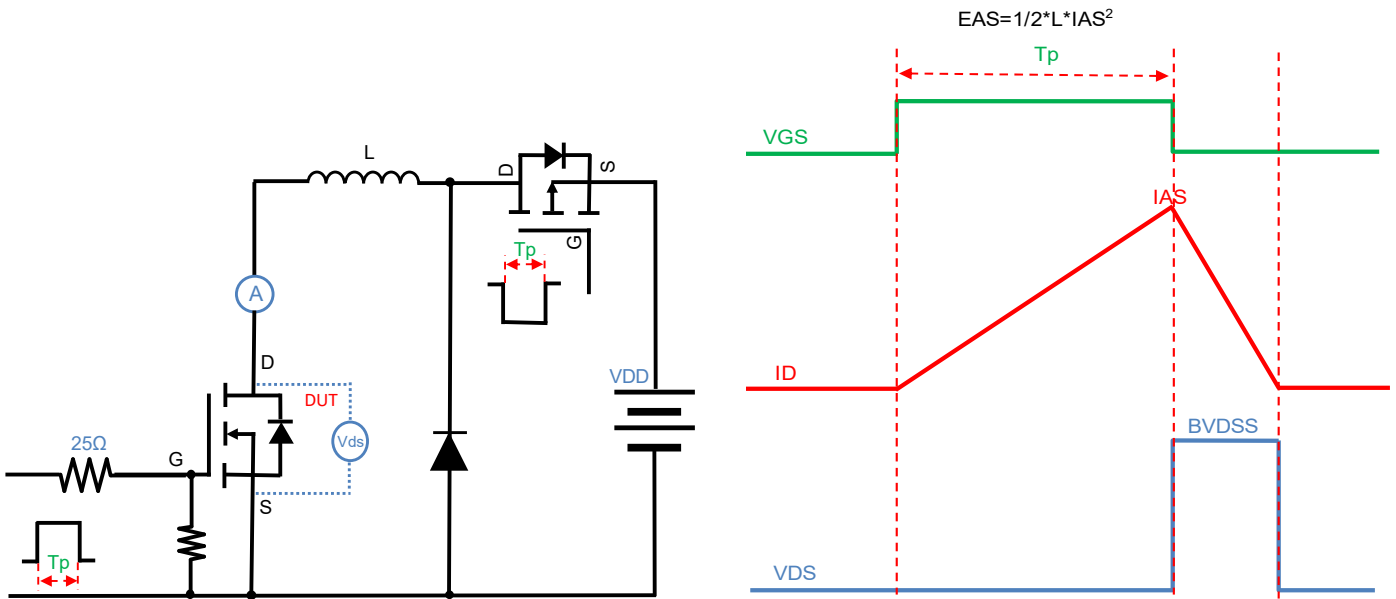 EAS=1/2*L*IAS²
Tp
VGS
IAS
ID
BVDSS
VDS
L
D
S
G
Tp
A
D
DUT
Vds
VDD
25Ω
G
S
Tp